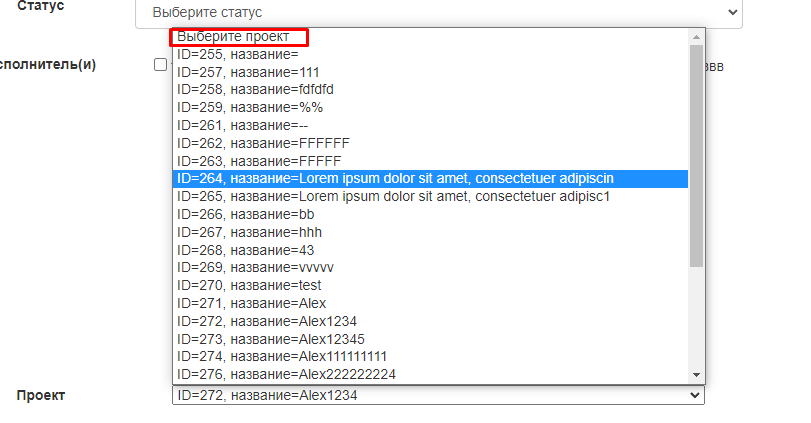 Статус
Выберите статус
Выберите проект
ID=255, название=
сполнитель(и)
ввв
ID=257, название=111
ID=258, название=fdfdfd
ID=259, название=%%
ID=261, название=--
ID=262, название=FFFFFF
ID=263, название=FFFFF
ID=264, название=Lorem ipsum dolor sit amet, consectetuer adipiscin
ID=265, название=Lorem ipsum dolor sit amet, consectetuer adipisc1
ID=266, название=bb
ID=267, название=hhh
ID=268, название=43
ID=269, название=vvvvv
ID=270, название=test
ID=271, название=Alex
ID=272, название=Alex1234
ID=273, название=Alex12345
ID=274, название=Alex111111111
ID=276, название=Alex222222224
Проект
ID=272, название=Alex1234